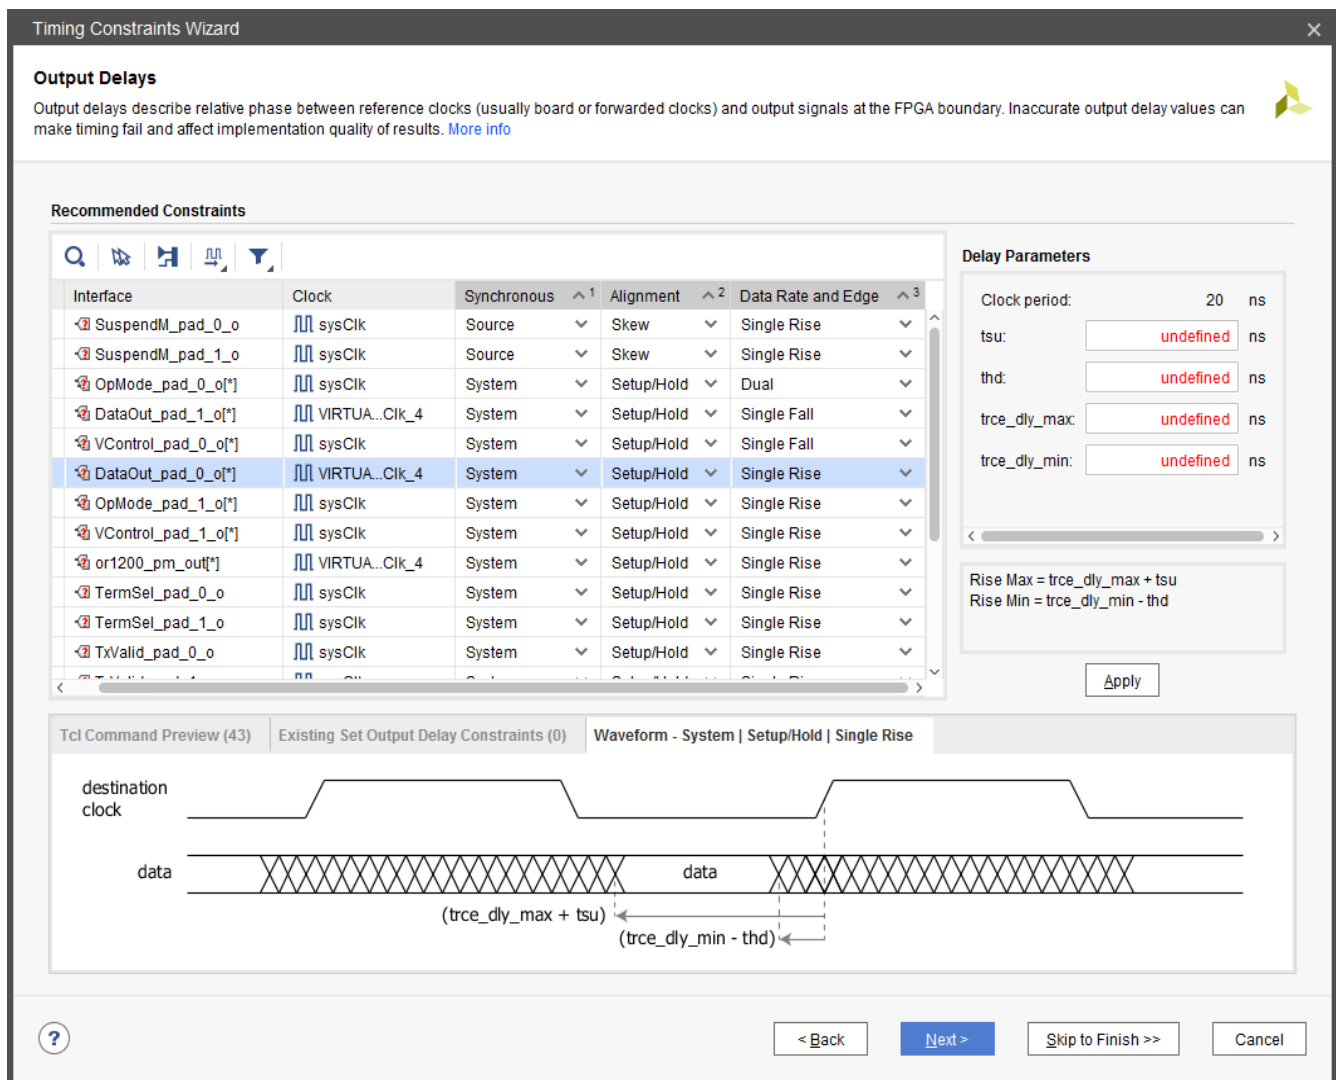 Timing Constraints Wizard
Output Delays
Output delays describe relative phase between reference clocks (usually board or forwarded clocks) and output signals at the FPGA boundary. Inaccurate output delay values can
make timing fail and affect implementation quality of results. More info
Recommended Constraints
Interface Clock Synchronous 1 Alignment 2 Data Rate and Edge 3
SuspendM_pad_0_o sysClk Source Skew Single Rise
SuspendM_pad_1_o sysClk Source Skew Single Rise
OpMode_pad_0_o[*] sysClk System Setup/Hold Dual
DataOut_pad_1_o[*] VIRTUA...Clk_4 System Setup/Hold Single Fall
VControl_pad_0_o[*] sysClk System Setup/Hold Single Fall
DataOut_pad_0_o[*] VIRTUA...Clk_4 System Setup/Hold Single Rise
OpMode_pad_1_o[*] sysClk System Setup/Hold Single Rise
VControl_pad_1_o[*] sysClk System Setup/Hold Single Rise
or1200_pm_out[*] VIRTUA...Clk_4 System Setup/Hold Single Rise
TermSel_pad_0_o sysClk System Setup/Hold Single Rise
TermSel_pad_1_o sysClk System Setup/Hold Single Rise
TxValid_pad_0_o sysClk System Setup/Hold Single Rise
Delay Parameters
Clock period: 20 ns
tsu: undefined ns
thd: undefined ns
trce_dly_max: undefined ns
trce_dly_min: undefined ns
Rise Max = trce_dly_max + tsu
Rise Min = trce_dly_min - thd
Apply
Tcl Command Preview (43) Existing Set Output Delay Constraints (0) Waveform - System | Setup/Hold | Single Rise
destination
clock
data data
(trce_dly_max + tsu)
(trce_dly_min - thd)
? < Back Next > Skip to Finish >> Cancel